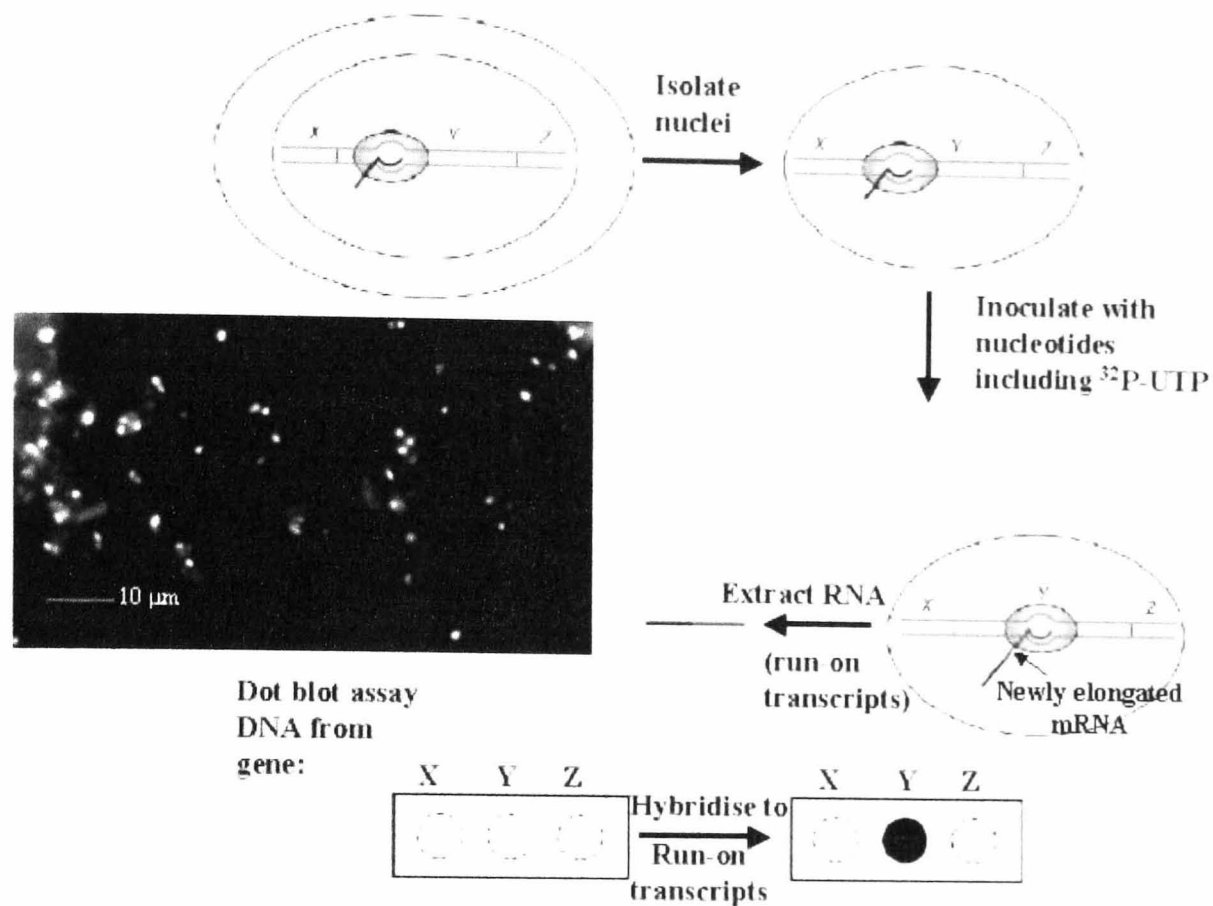 Isolate
nuclei
X Y Z
X Y Z
Inoculate with
nucleotides
including ³²P-UTP
10 µm
Extract RNA
(run-on
transcripts)
X Y Z
Newly elongated
mRNA
Dot blot assay
DNA from
gene:
X Y Z
Hybridise to
Run-on
transcripts
X Y Z